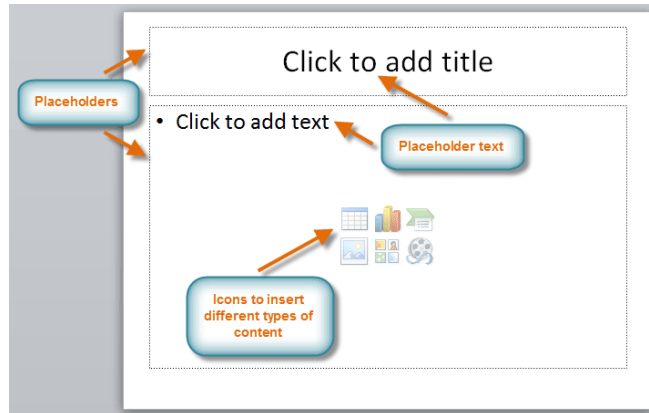 Click to add title
Placeholders
• Click to add text
Placeholder text
Icons to insert
different types of
content